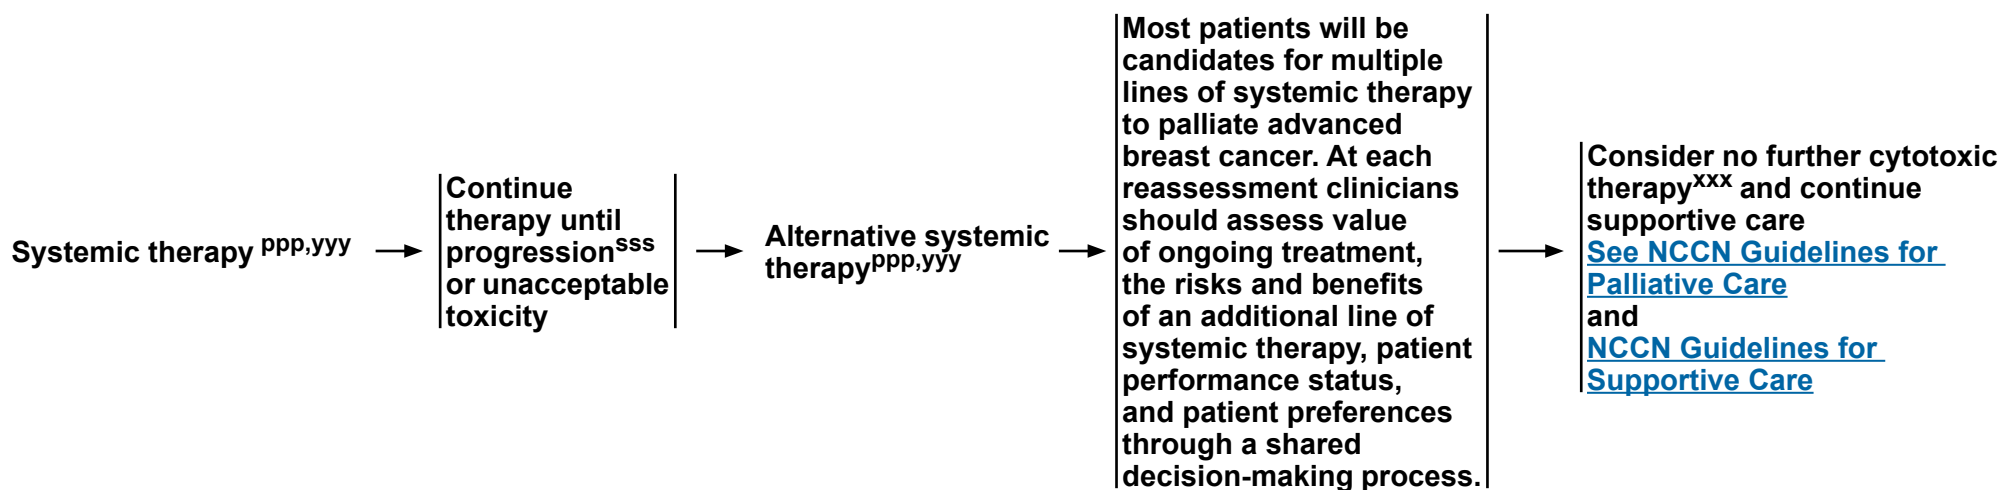 Systemic therapy ppp,yyy
Continue
therapy until
progressionsss
or unacceptable
toxicity
Alternative systemic
therapyppp,yyy
Most patients will be
candidates for multiple
lines of systemic therapy
to palliate advanced
breast cancer. At each
reassessment clinicians
should assess value
of ongoing treatment,
the risks and benefits
of an additional line of
systemic therapy, patient
performance status,
and patient preferences
through a shared
decision-making process.
Consider no further cytotoxic
therapyxxx and continue
supportive care
See NCCN Guidelines for
Palliative Care
and
NCCN Guidelines for
Supportive Care